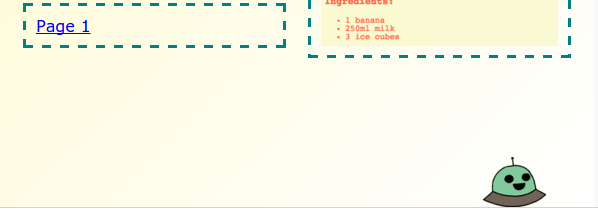 Page 1
Ingredients:
1 banana
250ml milk
3 ice cubes